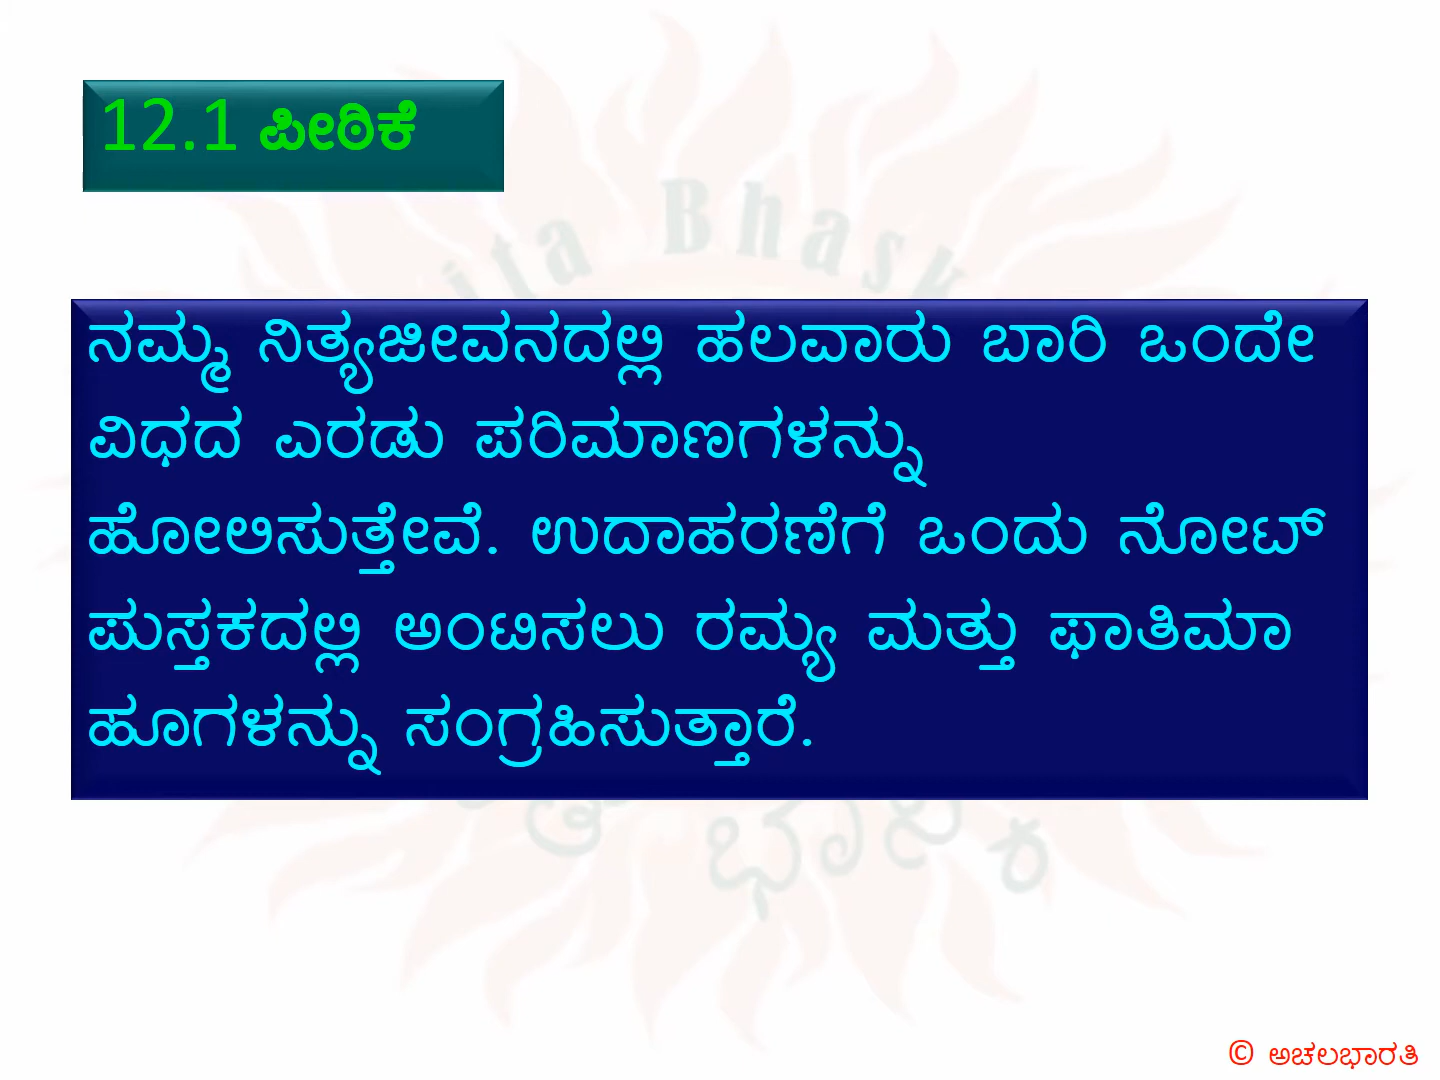 12.1 ಪೀಠಿಕೆ
ನಮ್ಮ ನಿತ್ಯಜೀವನದಲ್ಲಿ ಹಲವಾರು ಬಾರಿ ಒಂದೇ
ವಿಧದ ಎರಡು ಪರಿಮಾಣಗಳನ್ನು
ಹೋಲಿಸುತ್ತೇವೆ. ಉದಾಹರಣೆಗೆ ಒಂದು ನೋಟ್
ಪುಸ್ತಕದಲ್ಲಿ ಅಂಟಿಸಲು ರಮ್ಯ ಮತ್ತು ಫಾತಿಮಾ
ಹೂಗಳನ್ನು ಸಂಗ್ರಹಿಸುತ್ತಾರೆ.
© ಅಚಲಭಾರತಿ